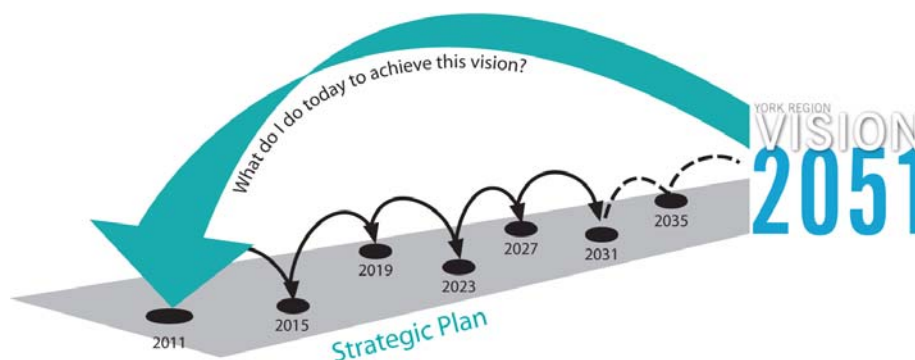 What do I do today to achieve this vision?
YORK REGION
VISION
2051
2035
2031
2027
2019
2023
2015
2011
Strategic Plan